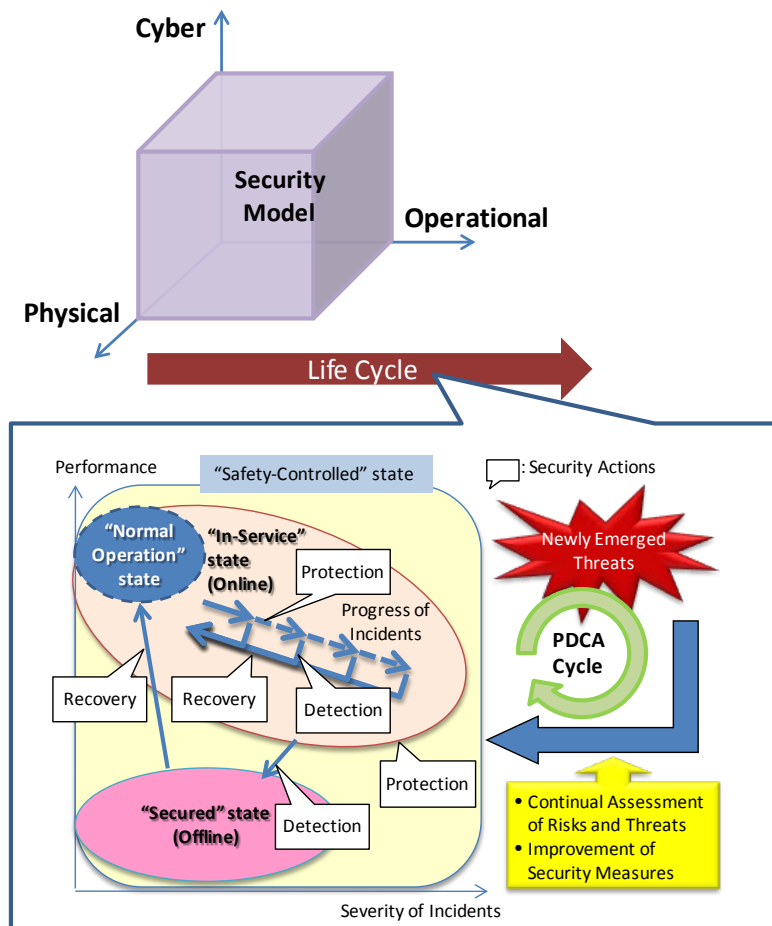 Cyber
Security
Model
Operational
Physical
Life Cycle
Performance
“Safety-Controlled” state
: Security Actions
“Normal
Operation”
state
“In-Service”
state
(Online)
Protection
Progress of
Incidents
Newly Emerged
Threats
PDCA
Cycle
Recovery
Recovery
Detection
Protection
“Secured” state
(Offline)
Detection
• Continual Assessment
of Risks and Threats
• Improvement of
Security Measures
Severity of Incidents